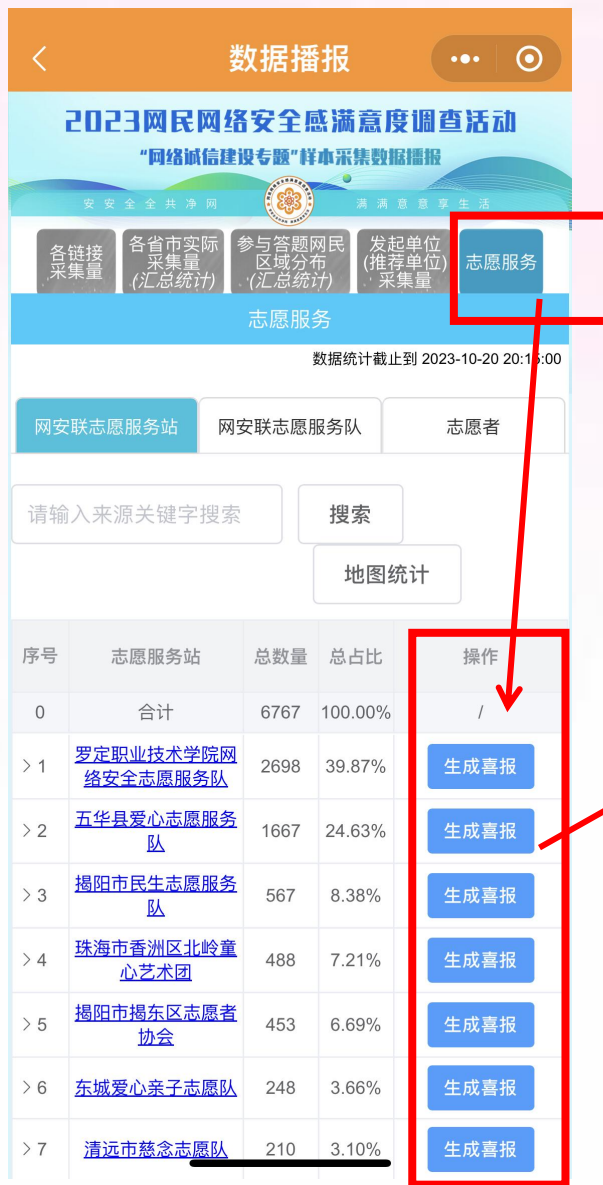 数据播报
2023网民网络安全感满意度调查活动
“网络诚信建设专题”样本采集数据播报
安安全全共净网 满满意意享生活
各链接
采集量
各省市实际
采集量
(汇总统计)
参与答题网民
区域分布
(汇总统计)
发起单位
(推荐单位)
采集量
志愿服务
志愿服务
数据统计截止到 2023-10-20 20:15:00
网安联志愿服务站 网安联志愿服务队 志愿者
请输入来源关键字搜索 搜索
地图统计
序号 志愿服务站 总数量 总占比 操作
0 合计 6767 100.00% /
> 1 罗定职业技术学院网
络安全志愿服务队 2698 39.87% 生成喜报
> 2 五华县爱心志愿服务
队 1667 24.63% 生成喜报
> 3 揭阳市民生志愿服务
队 567 8.38% 生成喜报
> 4 珠海市香洲区北岭童
心艺术团 488 7.21% 生成喜报
> 5 揭阳市揭东区志愿者
协会 453 6.69% 生成喜报
> 6 东城爱心亲子志愿队 248 3.66% 生成喜报
> 7 清远市慈念志愿队 210 3.10% 生成喜报